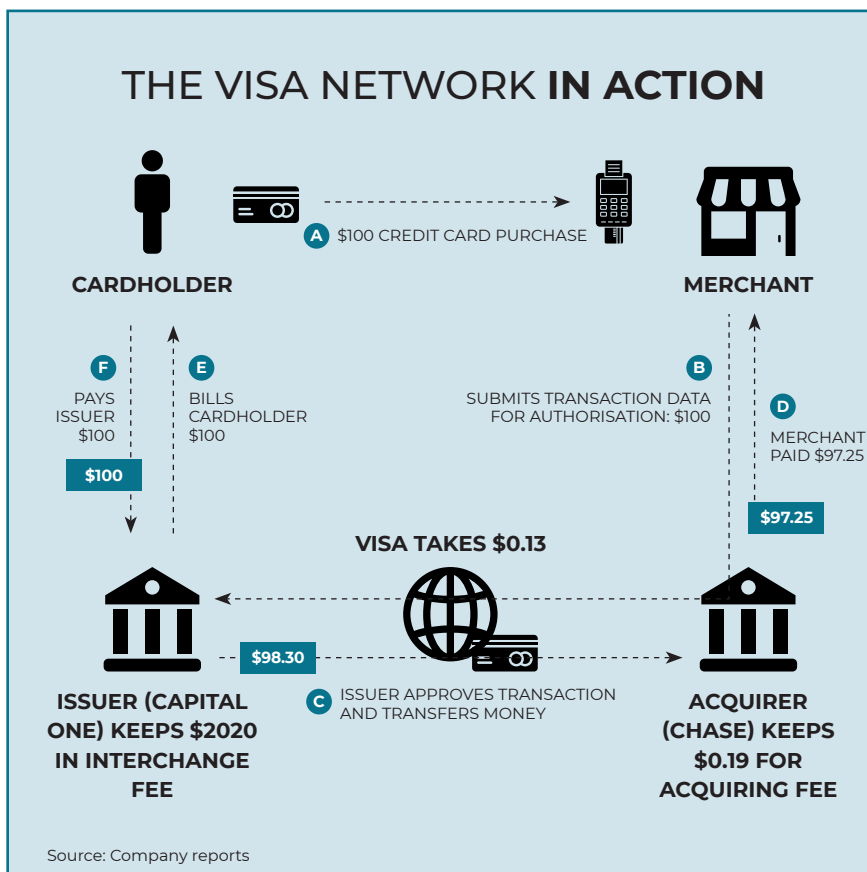 THE VISA NETWORK IN ACTION
A $100 CREDIT CARD PURCHASE
CARDHOLDER
MERCHANT
F
PAYS
ISSUER
$100
$100
E
BILLS
CARDHOLDER
$100
B
SUBMITS TRANSACTION DATA
FOR AUTHORISATION: $100
D
MERCHANT
PAID $97.25
$97.25
VISA TAKES $0.13
$98.30
C ISSUER APPROVES TRANSACTION
AND TRANSFERS MONEY
ISSUER (CAPITAL
ONE) KEEPS $2020
IN INTERCHANGE
FEE
ACQUIRER
(CHASE) KEEPS
$0.19 FOR
ACQUIRING FEE
Source: Company reports